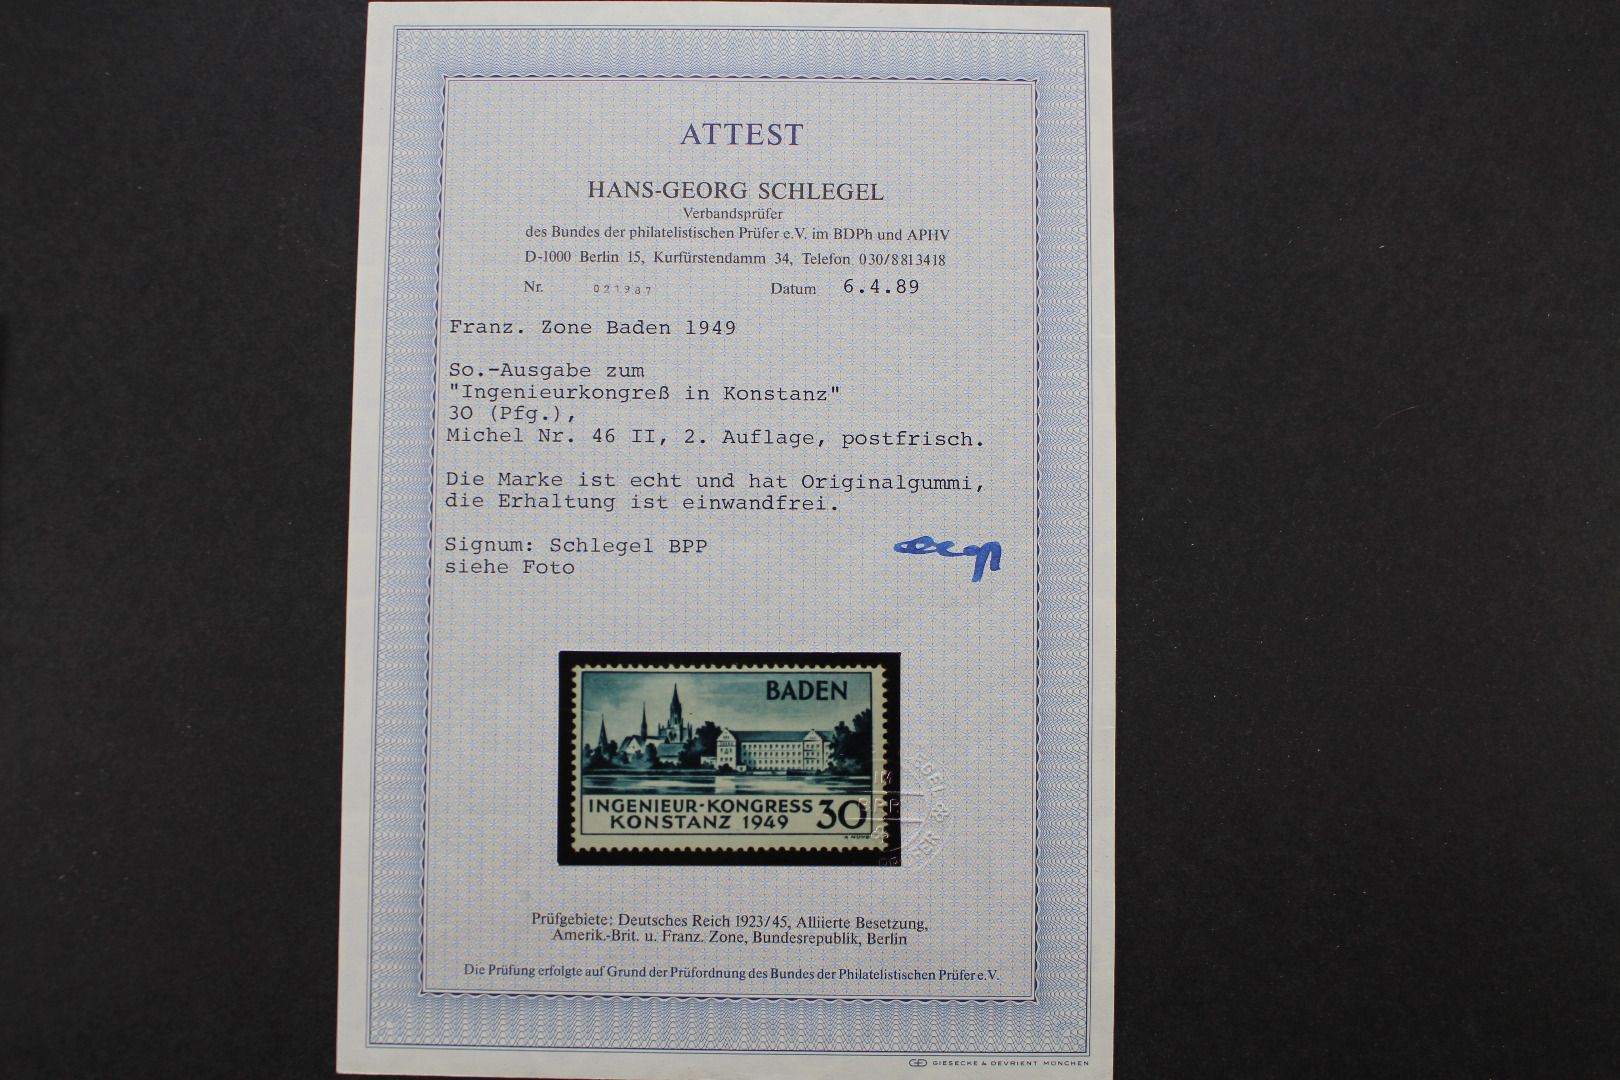 ATTEST
HANS-GEORG SCHLEGEL
Verbandsprüfer
des Bundes der philatelistischen Prüfer e.V. im BDPh und APHV
D-1000 Berlin 15, Kurfürstendamm 34, Telefon 030/8813418
Nr. 021987 Datum 6.4.89
Franz. Zone Baden 1949
So.-Ausgabe zum
"Ingenieurkongreß in Konstanz"
30 (Pfg.),
Michel Nr. 46 II, 2. Auflage, postfrisch.
Die Marke ist echt und hat Originalgummi,
die Erhaltung ist einwandfrei.
Signum: Schlegel BPP
siehe Foto
BADEN
INGENIEUR-KONGRESS
KONSTANZ 1949
30
Prüfgebiete: Deutsches Reich 1923/45, Alliierte Besetzung,
Amerik.-Brit. u. Franz. Zone, Bundesrepublik, Berlin
Die Prüfung erfolgte auf Grund der Prüfordnung des Bundes der Philatelistischen Prüfer e.V.
GIESECKE & DEVRIENT MÜNCHEN